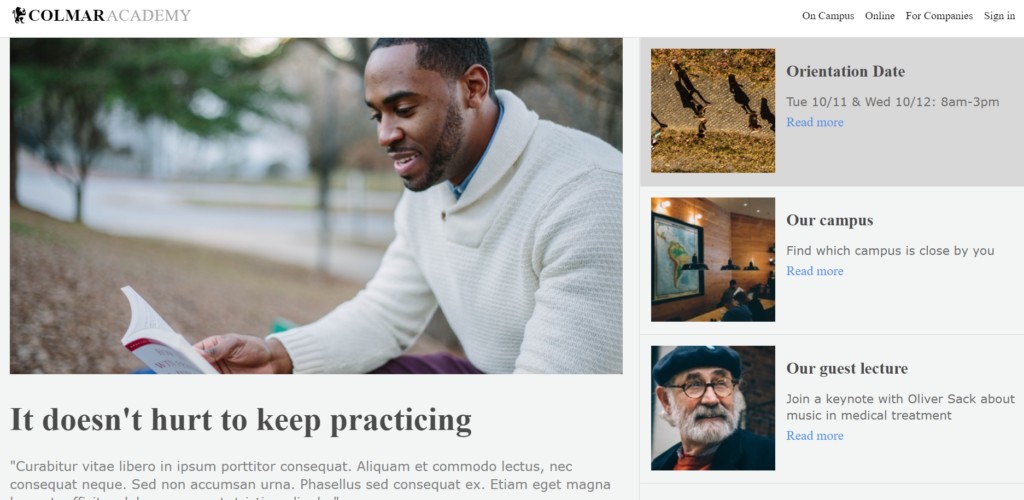 COLMAR ACADEMY
On Campus Online For Companies Sign in
It doesn't hurt to keep practicing
"Curabitur vitae libero in ipsum porttitor consequat. Aliquam et commodo lectus, nec
consequat neque. Sed non accumsan urna. Phasellus sed consequat ex. Etiam eget magna
Orientation Date
Tue 10/11 & Wed 10/12: 8am-3pm
Read more
Our campus
Find which campus is close by you
Read more
Our guest lecture
Join a keynote with Oliver Sack about
music in medical treatment
Read more